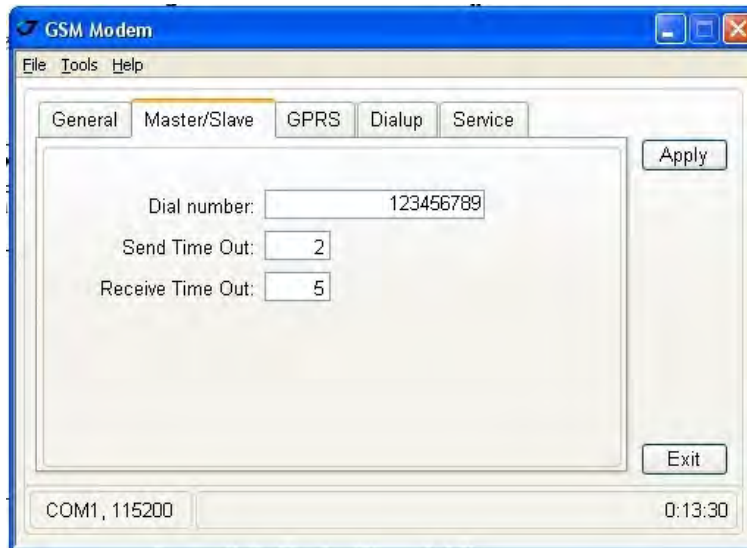 GSM Modem
File Tools Help
General Master/Slave GPRS Dialup Service
Apply
Dial number: 123456789
Send Time Out: 2
Receive Time Out: 5
Exit
COM1, 115200 0:13:30